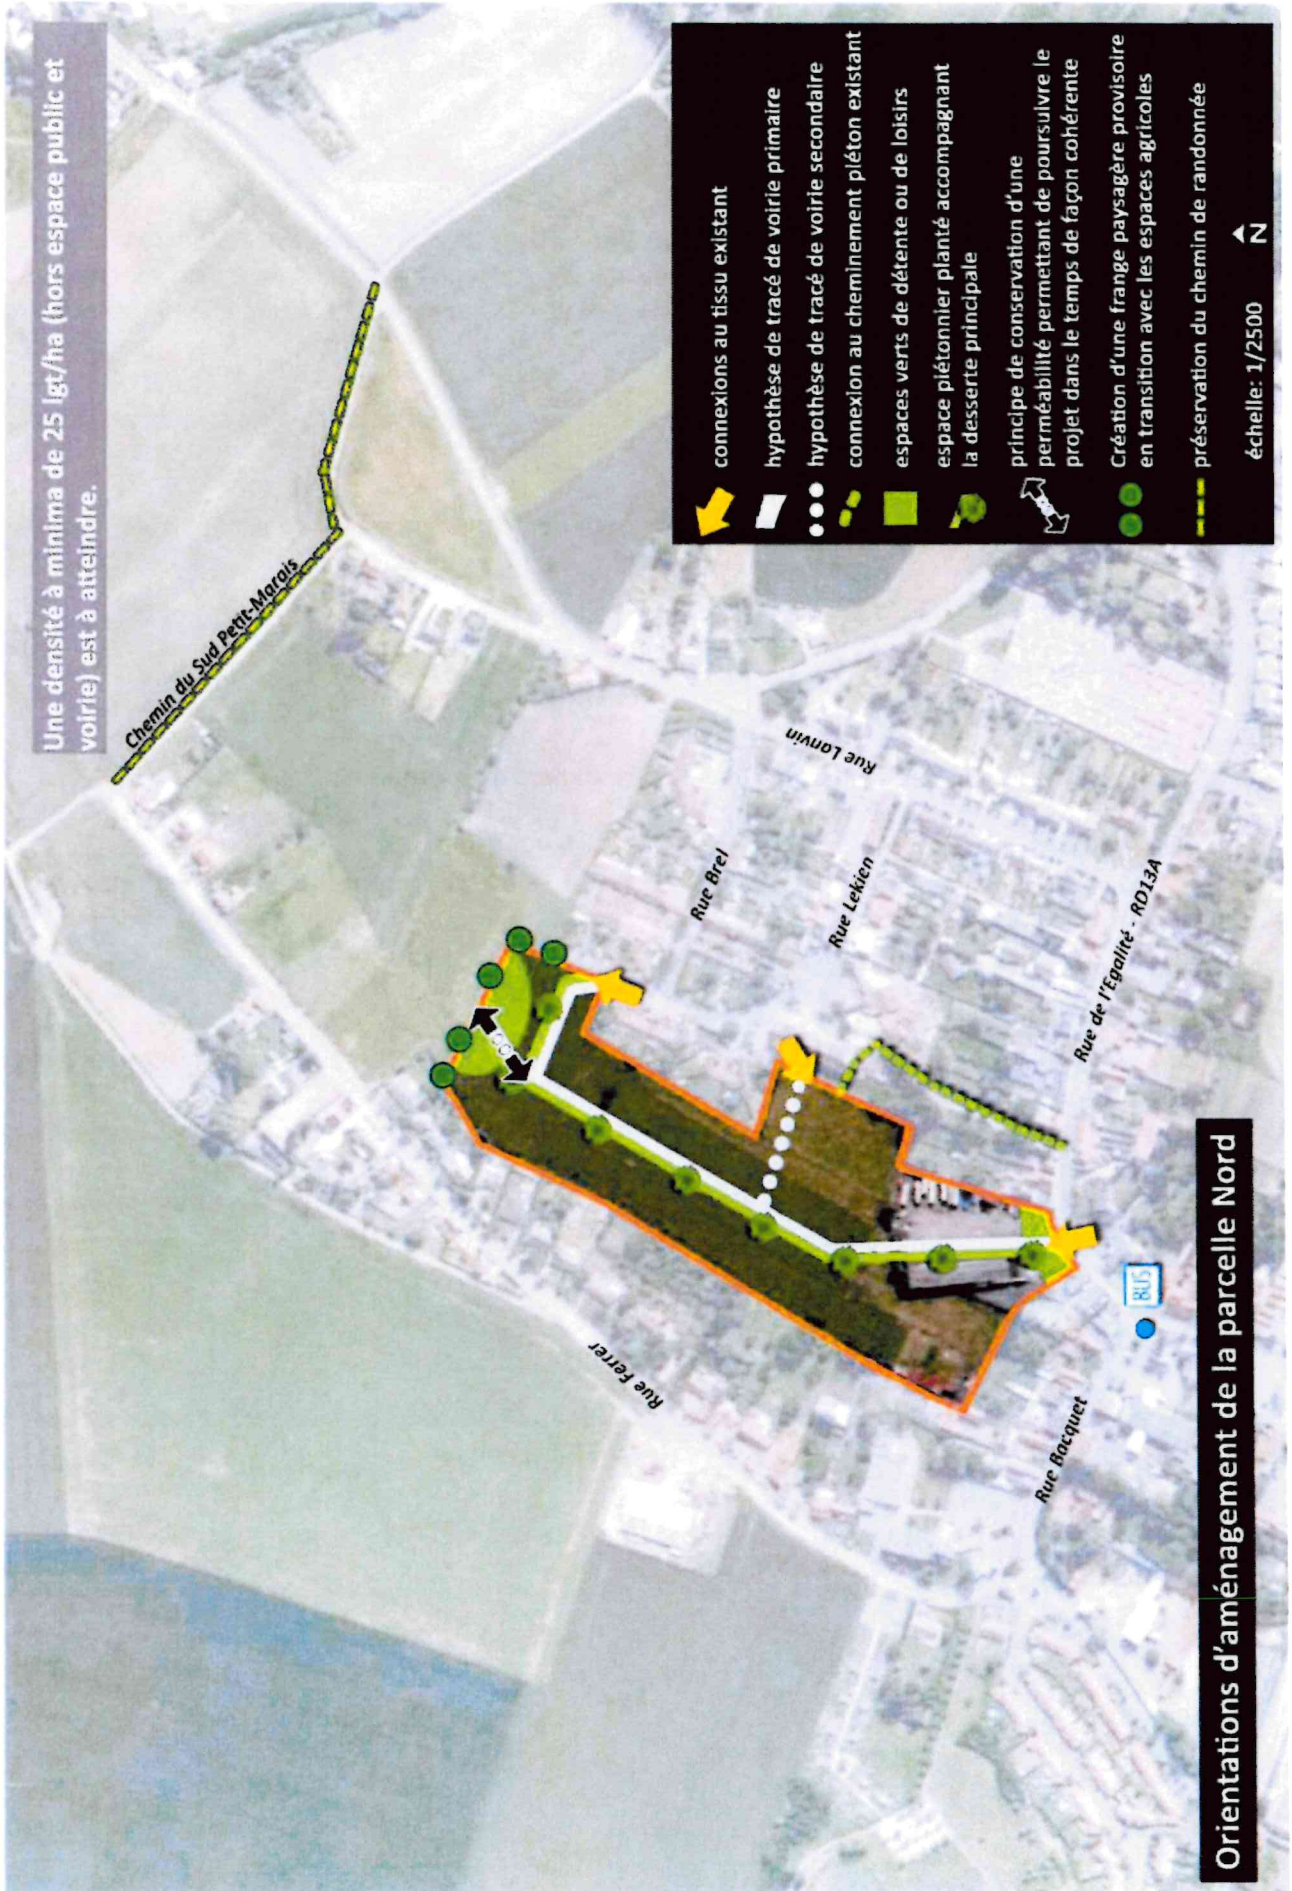 Une densité à minima de 25 lgt/ha (hors espace public et
voirie) est à atteindre.
Chemin du Sud Petit-Marais
Rue Lanvin
Rue Brel
Rue Lekien
Rue de l'Egalité - RD13A
Rue Ferrer
Rue Bacquet
BUS
connexions au tissu existant
hypothèse de tracé de voirie primaire
hypothèse de tracé de voirie secondaire
connexion au cheminement piéton existant
espaces verts de détente ou de loisirs
espace piétonnier planté accompagnant
la desserte principale
principe de conservation d'une
perméabilité permettant de poursuivre le
projet dans le temps de façon cohérente
Création d'une frange paysagère provisoire
en transition avec les espaces agricoles
préservation du chemin de randonnée
échelle: 1/2500
N
Orientations d'aménagement de la parcelle Nord